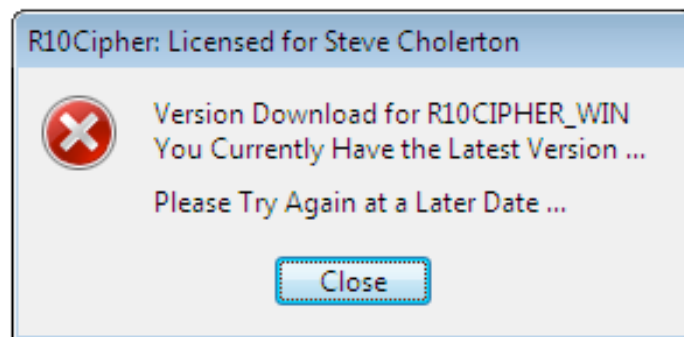 R10Cipher: Licensed for Steve Cholerton
Version Download for R10CIPHER_WIN
You Currently Have the Latest Version ...
Please Try Again at a Later Date ...
Close